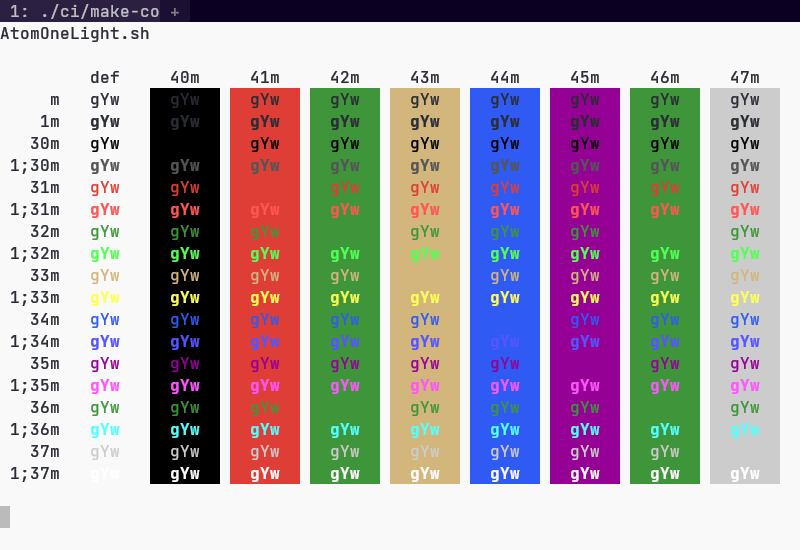 1: ./ci/make-co +
AtomOneLight.sh
def 40m 41m 42m 43m 44m 45m 46m 47m
m gYw gYw gYw gYw gYw gYw gYw gYw gYw
1m gYw gYw gYw gYw gYw gYw gYw gYw gYw
30m gYw gYw gYw gYw gYw gYw gYw gYw
1;30m gYw gYw gYw gYw gYw gYw gYw gYw gYw
31m gYw gYw gYw gYw gYw gYw gYw gYw
1;31m gYw gYw gYw gYw gYw gYw gYw gYw gYw
32m gYw gYw gYw gYw gYw gYw gYw
1;32m gYw gYw gYw gYw gYw gYw gYw gYw gYw
33m gYw gYw gYw gYw gYw gYw gYw gYw
1;33m gYw gYw gYw gYw gYw gYw gYw gYw gYw
34m gYw gYw gYw gYw gYw gYw gYw gYw
1;34m gYw gYw gYw gYw gYw gYw gYw gYw gYw
35m gYw gYw gYw gYw gYw gYw gYw gYw
1;35m gYw gYw gYw gYw gYw gYw gYw gYw gYw
36m gYw gYw gYw gYw gYw gYw gYw
1;36m gYw gYw gYw gYw gYw gYw gYw gYw gYw
37m gYw gYw gYw gYw gYw gYw gYw gYw
1;37m gYw gYw gYw gYw gYw gYw gYw gYw gYw